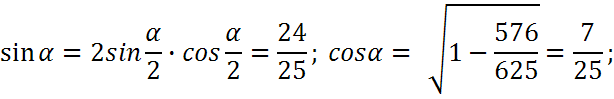 sin α = 2sin α/2 · cos α/2 = 24/25; cosα = √(1 − 576/625) = 7/25;